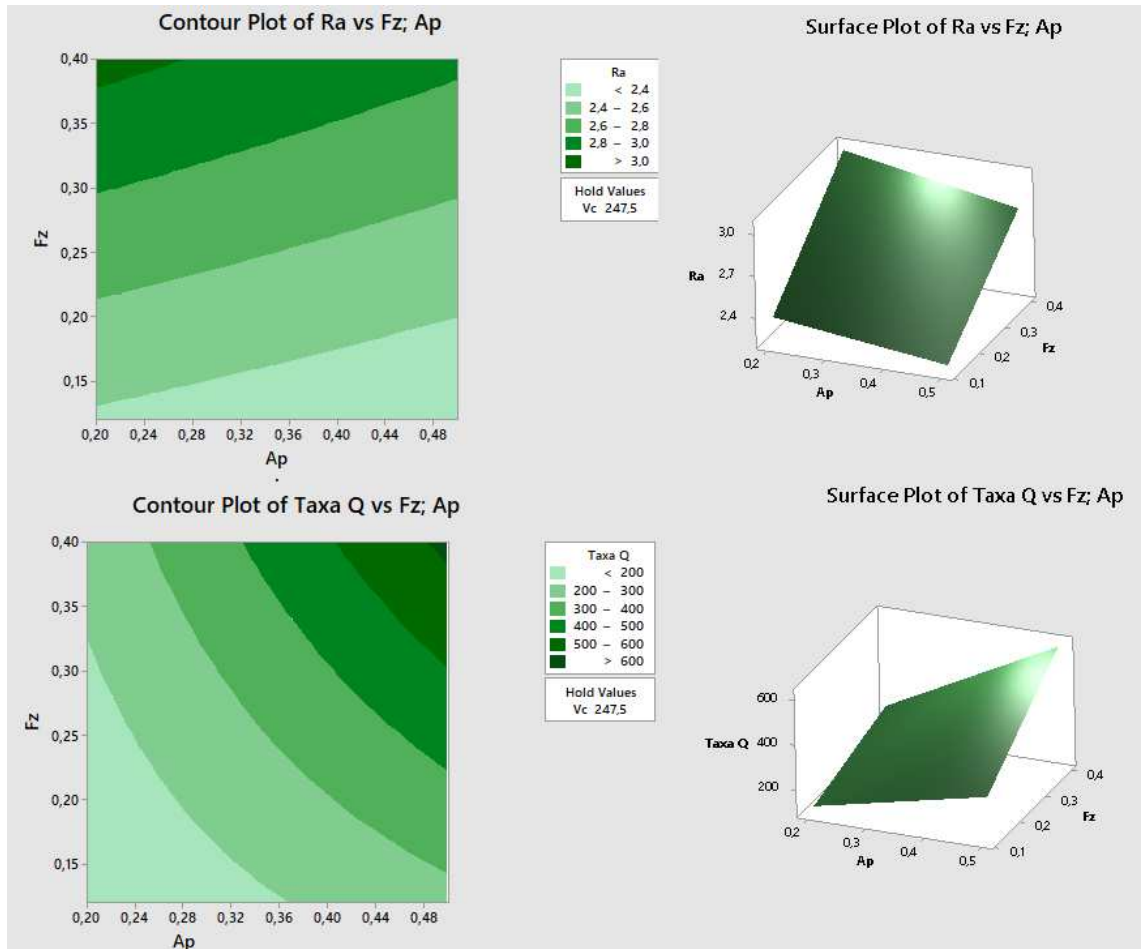 Contour Plot of Ra vs Fz; Ap
0,40
0,35
0,30
0,25
0,20
0,15
Fz
0,20 0,24 0,28 0,32 0,36 0,40 0,44 0,48
Ap
Ra
< 2,4
2,4 – 2,6
2,6 – 2,8
2,8 – 3,0
> 3,0
Hold Values
Vc 247,5
Surface Plot of Ra vs Fz; Ap
3,0
2,7
2,4
Ra
0,2 0,3 0,4 0,5
Ap
0,1 0,2 0,3 0,4
Fz
Contour Plot of Taxa Q vs Fz; Ap
0,40
0,35
0,30
0,25
0,20
0,15
Fz
0,20 0,24 0,28 0,32 0,36 0,40 0,44 0,48
Ap
Taxa Q
< 200
200 – 300
300 – 400
400 – 500
500 – 600
> 600
Hold Values
Vc 247,5
Surface Plot of Taxa Q vs Fz; Ap
600
400
200
Taxa Q
0,2 0,3 0,4 0,5
Ap
0,1 0,2 0,3 0,4
Fz